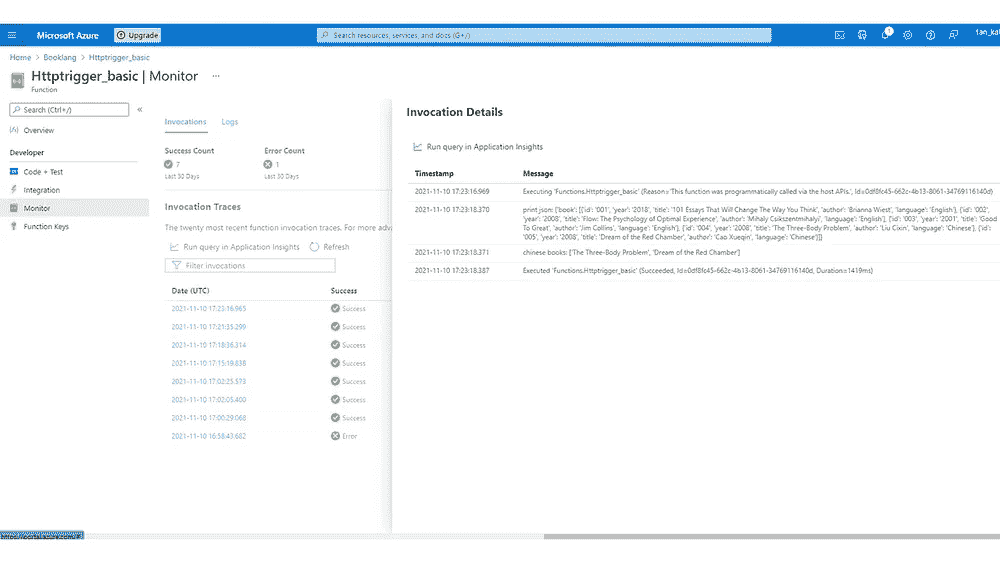 Microsoft Azure
Upgrade
Search resources, services, and docs (G+/)
1
Home > Booklang > Httptrigger_basic
Httptrigger_basic | Monitor ...
Function
Search (Ctrl+/)
«
Overview
Developer
Code + Test
Integration
Monitor
Function Keys
Invocations Logs
Success Count Error Count
7 1
Last 30 Days Last 30 Days
Invocation Traces
The twenty most recent function invocation traces. For more adv
Run query in Application Insights Refresh
Filter invocations
Date (UTC) Success
2021-11-10 17:23:16.965 Success
2021-11-10 17:21:35.299 Success
2021-11-10 17:18:36.314 Success
2021-11-10 17:15:19.838 Success
2021-11-10 17:02:25.573 Success
2021-11-10 17:02:05.400 Success
2021-11-10 17:00:29.068 Success
2021-11-10 16:58:43.682 Error
Invocation Details
Run query in Application Insights
Timestamp Message
2021-11-10 17:23:16.969 Executing 'Functions.Httptrigger_basic' (Reason='This function was programmatically called via the host APIs.', Id=0df8fc45-662c-4b13-8061-34769116140d)
2021-11-10 17:23:18.370 print json: {'book': [{'id': '001', 'year': '2018', 'title': '101 Essays That Will Change The Way You Think', 'author': 'Brianna Wiest', 'language': 'English'}, {'id': '002',
'year': '2008', 'title': 'Flow: The Psychology of Optimal Experience', 'author': 'Mihaly Csikszentmihalyi', 'language': 'English'}, {'id': '003', 'year': '2001', 'title': 'Good
To Great', 'author': 'Jim Collins', 'language': 'English'}, {'id': '004', 'year': '2008', 'title': 'The Three-Body Problem', 'author': 'Liu Cixin', 'language': 'Chinese'}, {'id':
'005', 'year': '2008', 'title': 'Dream of the Red Chamber', 'author': 'Cao Xueqin', 'language': 'Chinese'}]}
2021-11-10 17:23:18.371 chinese books: ['The Three-Body Problem', 'Dream of the Red Chamber']
2021-11-10 17:23:18.387 Executed 'Functions.Httptrigger_basic' (Succeeded, Id=0df8fc45-662c-4b13-8061-34769116140d, Duration=1419ms)